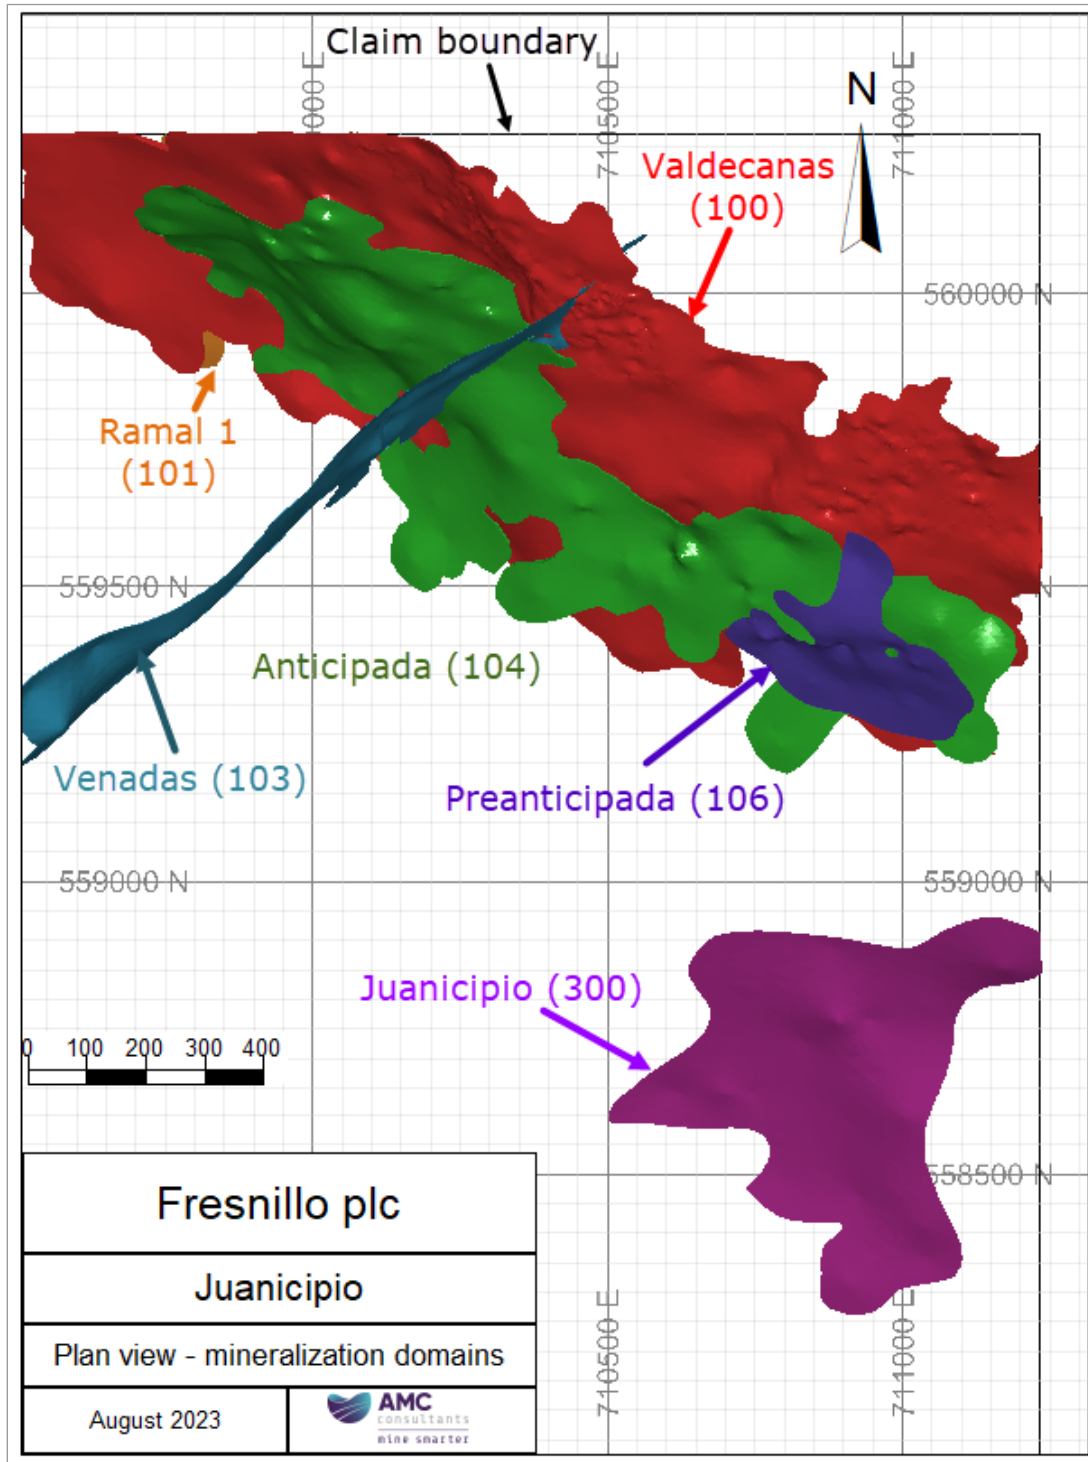 Claim boundary
000 E
710500 E
711000 E
N
Valdecanas
(100)
560000 N
Ramal 1
(101)
559500 N
N
Anticipada (104)
Venadas (103)
Preanticipada (106)
559000 N
559000 N
Juanicipio (300)
0 100 200 300 400
558500 N
710500 E
711000 E
Fresnillo plc
Juanicipio
Plan view - mineralization domains
August 2023
AMC
consultants
mine smarter